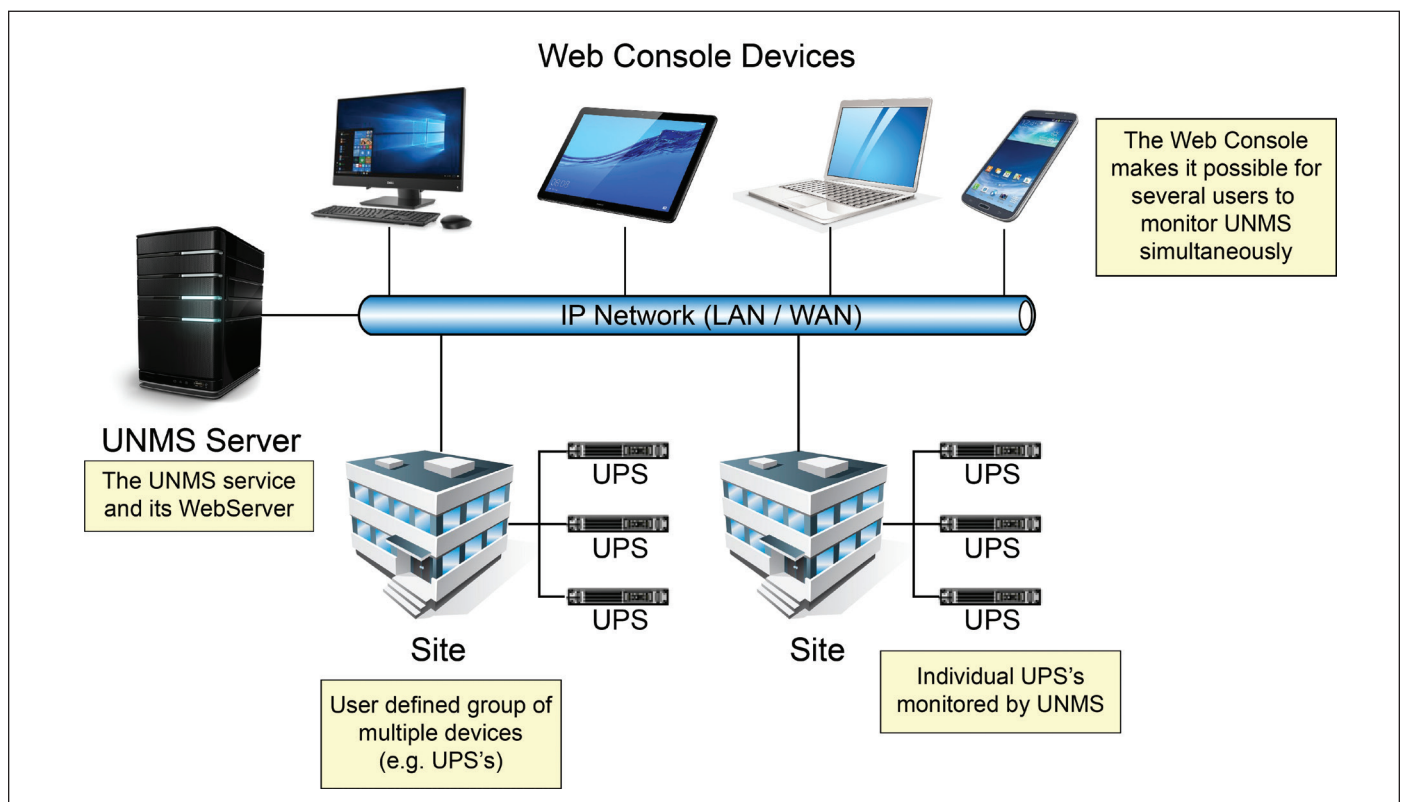 Web Console Devices
The Web Console
makes it possible for
several users to
monitor UNMS
simultaneously
IP Network (LAN / WAN)
UNMS Server
The UNMS service
and its WebServer
UPS
UPS
UPS
Site
User defined group of
multiple devices
(e.g. UPS's)
UPS
UPS
UPS
Site
Individual UPS's
monitored by UNMS